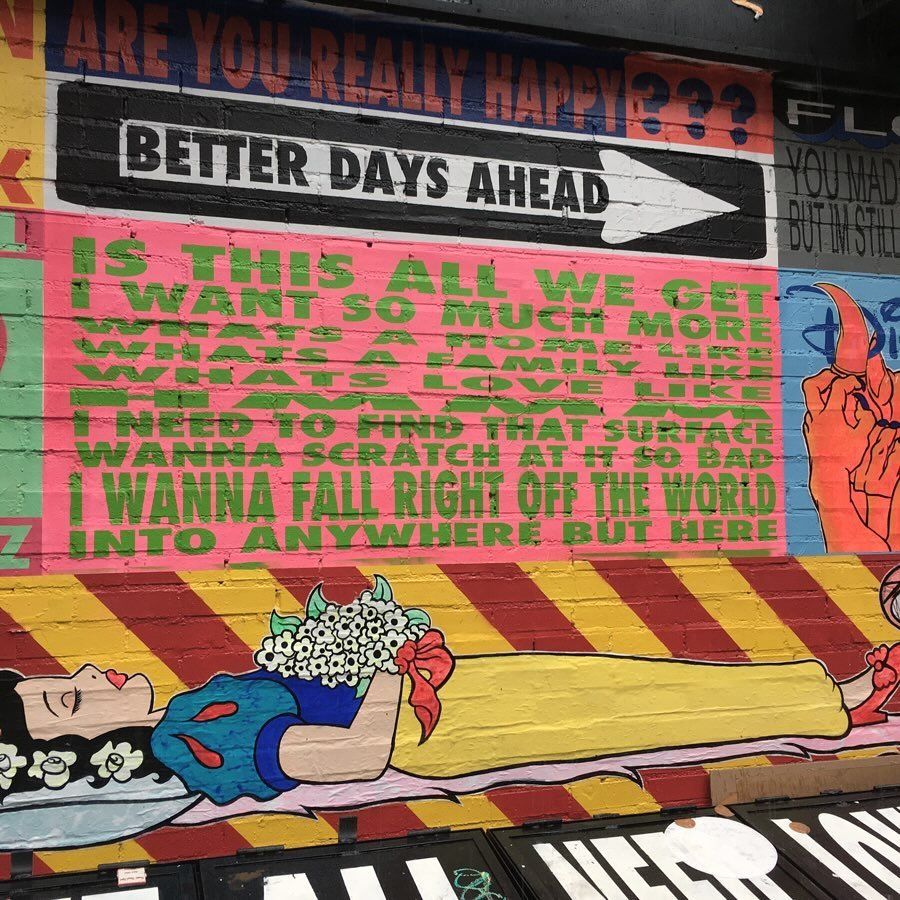 ARE YOU REALLY HAPPY???
BETTER DAYS AHEAD
IS THIS ALL WE GET
I WANT SO MUCH MORE
WHATS A HOME LIKE
WHATS A FAMILY LIKE
WHATS LOVE LIKE
I NEED TO FIND THAT SURFACE
WANNA SCRATCH AT IT SO BAD
I WANNA FALL RIGHT OFF THE WORLD
INTO ANYWHERE BUT HERE
YOU MAD
BUT IM STILL
NEED